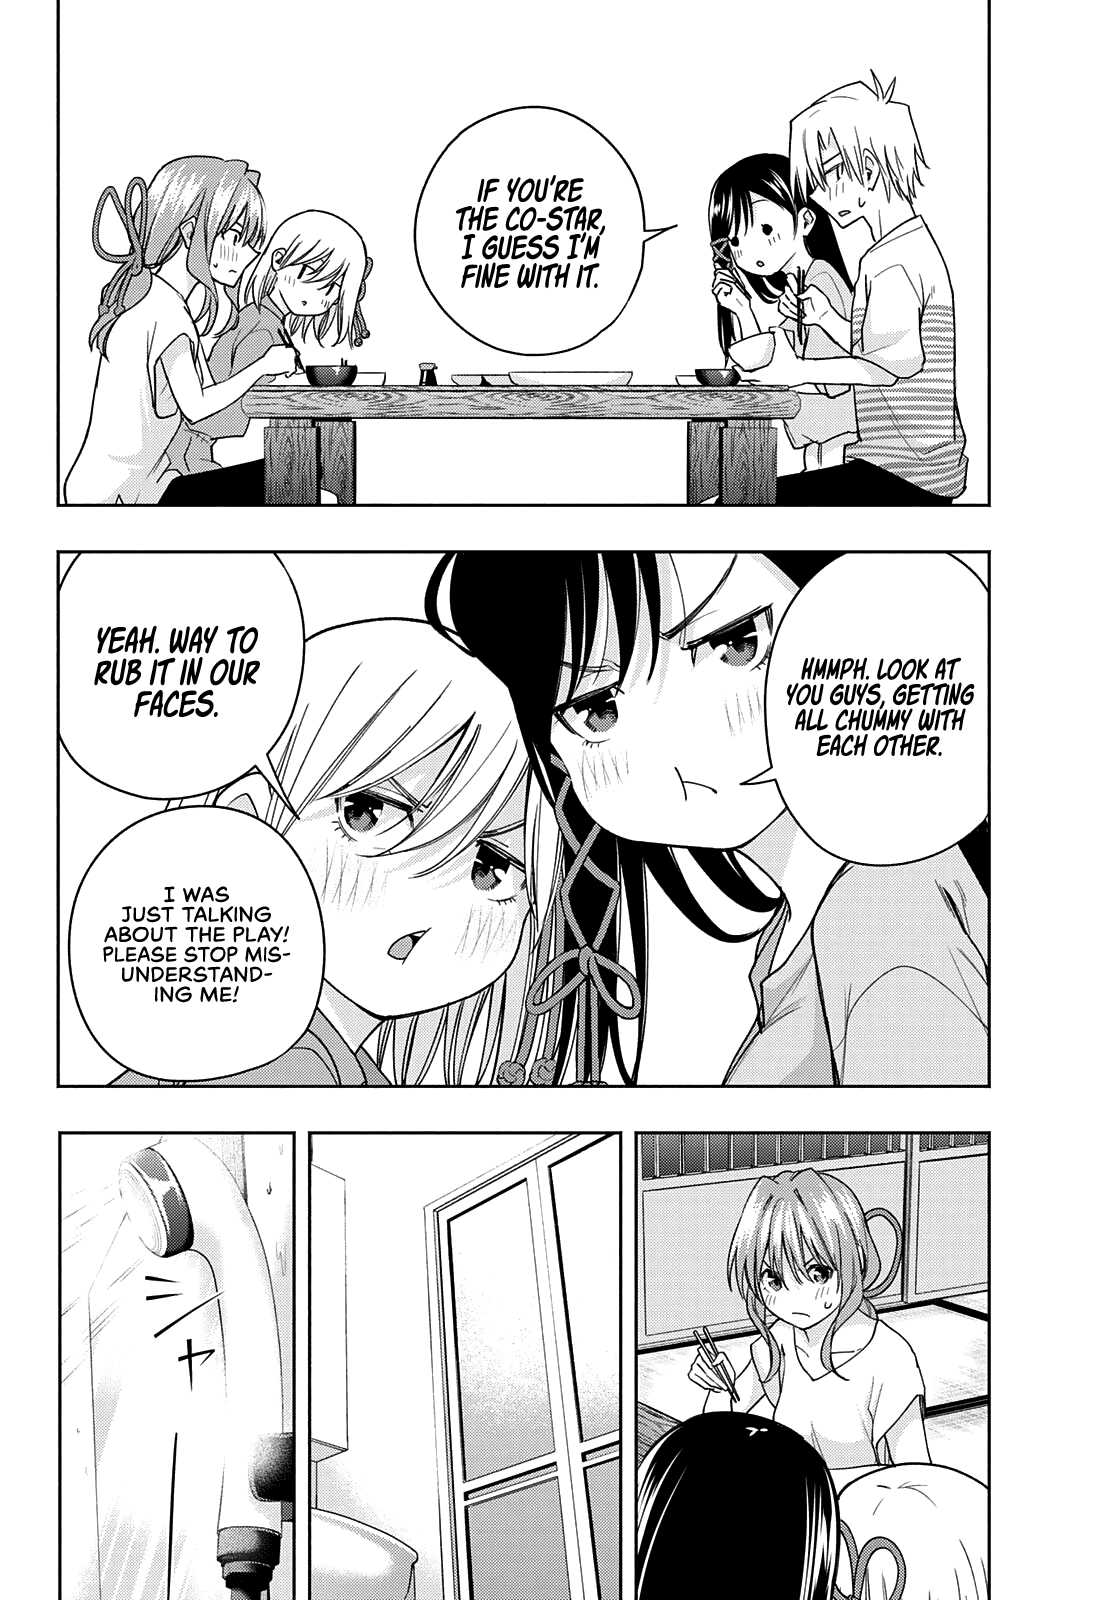 IF YOU'RE
THE CO-STAR,
I GUESS I'M
FINE WITH IT.
HMMPH. LOOK AT
YOU GUYS, GETTING
ALL CHUMMY WITH
EACH OTHER.
YEAH. WAY TO
RUB IT IN OUR
FACES.
I WAS
JUST TALKING
ABOUT THE PLAY!
PLEASE STOP MIS-
UNDERSTAND-
ING ME!
サー